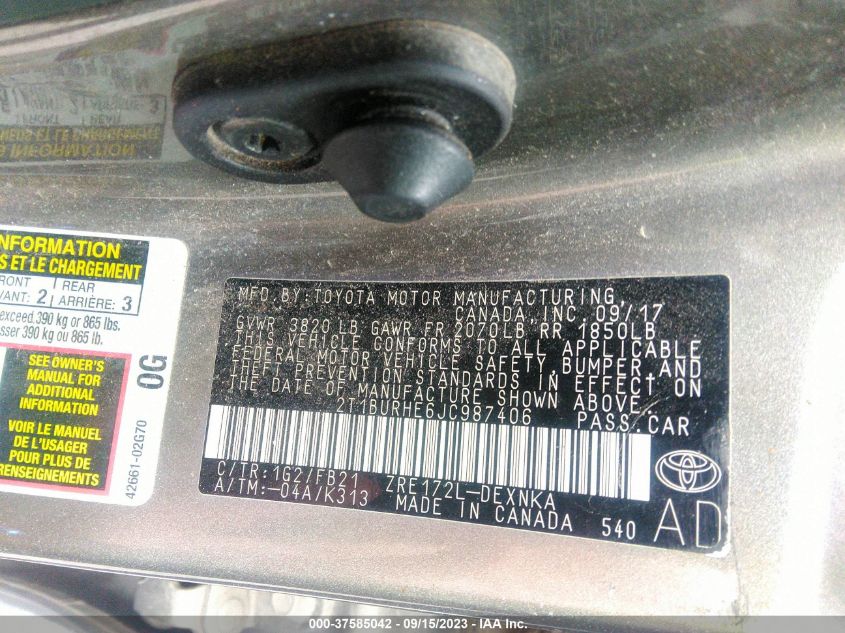 INFORMATION
S ET LE CHARGEMENT
FRONT
VANT: 2
REAR
ARRIÈRE: 3
exceed 390 kg or 865 lbs.
sser 390 kg ou 865 lb.
SEE OWNER'S
MANUAL FOR
ADDITIONAL
INFORMATION
VOIR LE MANUEL
DE L'USAGER
POUR PLUS DE
RENSEIGNEMENTS
0G
42661-02G70
MFD.BY:TOYOTA MOTOR MANUFACTURING,
CANADA, INC. 09/17
GVWR 3820 LB GAWR FR 2070LB RR 1850LB
THIS VEHICLE CONFORMS TO ALL APPLICABLE
FEDERAL MOTOR VEHICLE SAFETY,BUMPER,AND
THEFT PREVENTION STANDARDS IN EFFECT ON
THE DATE OF MANUFACTURE SHOWN ABOVE.
2T1BURHE6JC987406 PASS.CAR
C/TR:1G2/FB21 ZRE172L-DEXNKA
A/TM:-04A/K313 MADE IN CANADA 540
AD
000-37585042 - 09/15/2023 - IAA Inc.